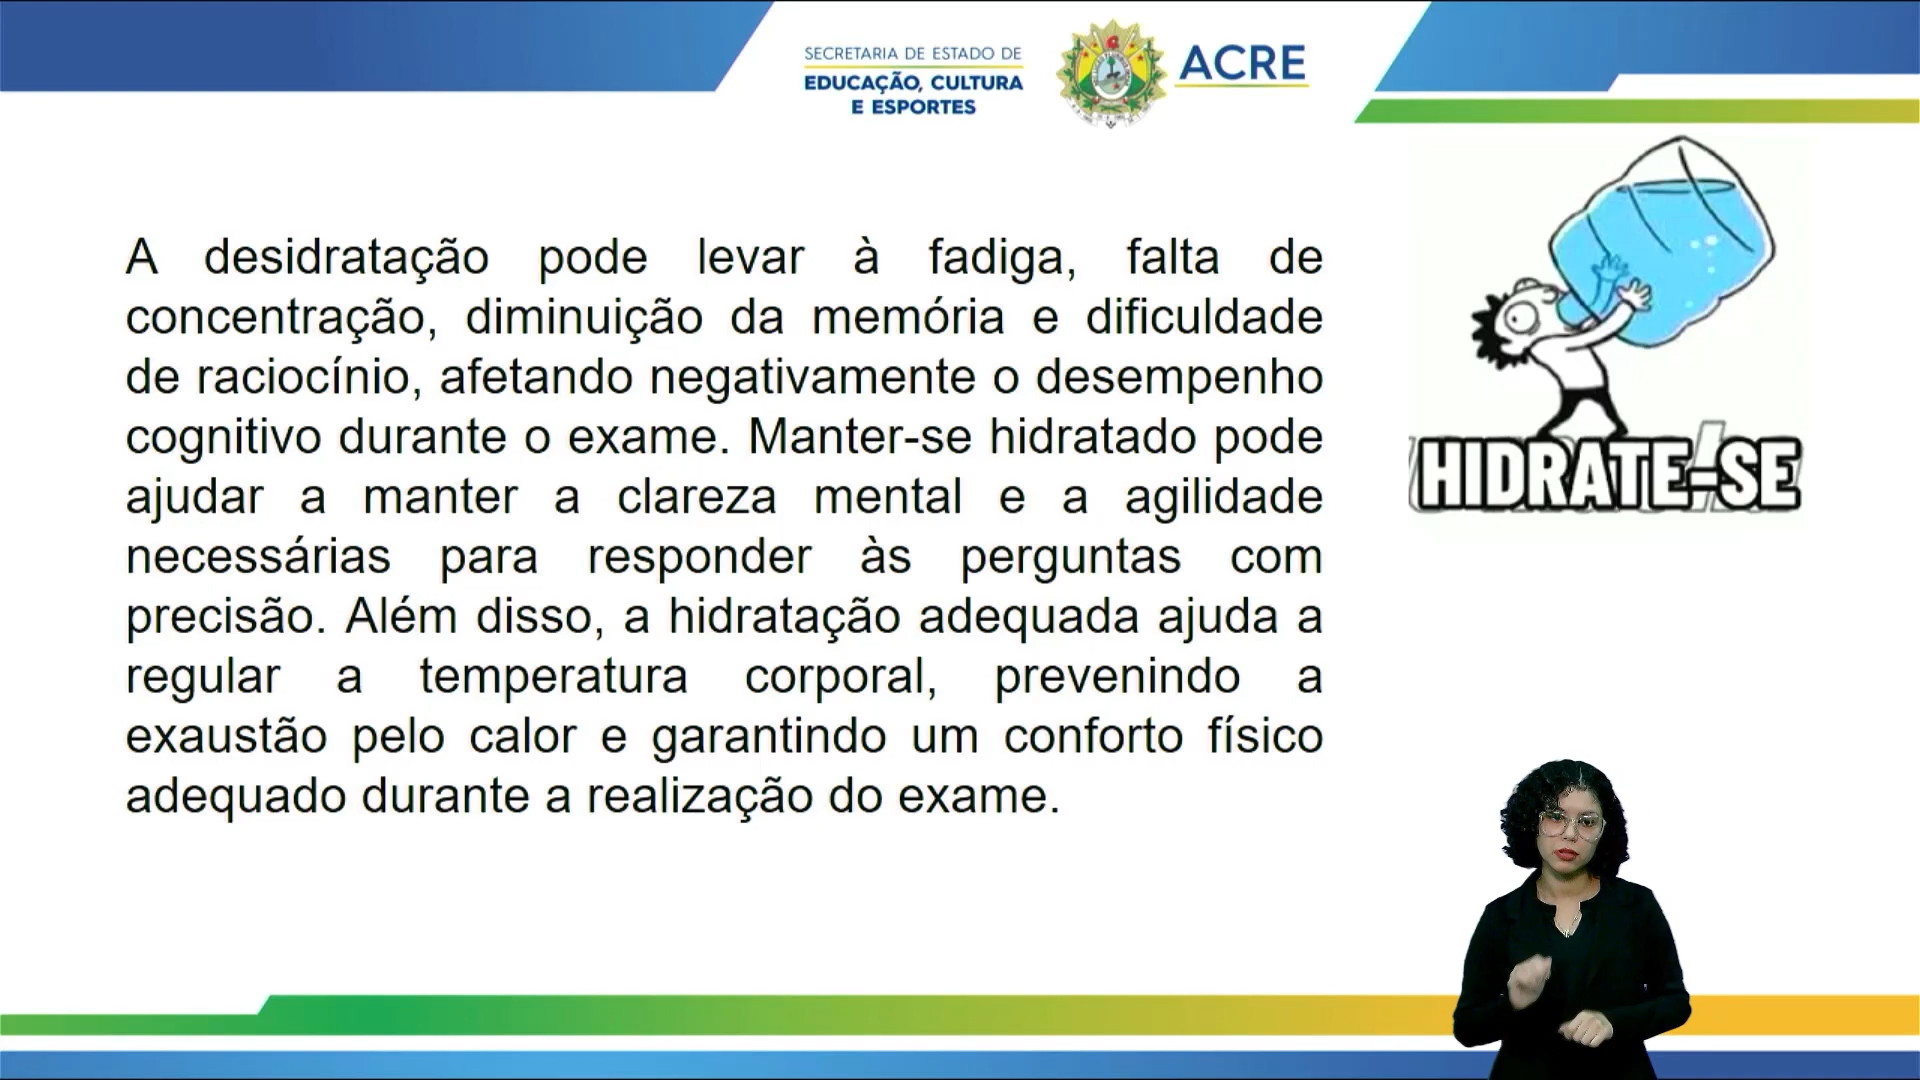 SECRETARIA DE ESTADO DE
EDUCAÇÃO, CULTURA
E ESPORTES
ACRE
A desidratação pode levar à fadiga, falta de
concentração, diminuição da memória e dificuldade
de raciocínio, afetando negativamente o desempenho
cognitivo durante o exame. Manter-se hidratado pode
ajudar a manter a clareza mental e a agilidade
necessárias para responder às perguntas com
precisão. Além disso, a hidratação adequada ajuda a
regular a temperatura corporal, prevenindo a
exaustão pelo calor e garantindo um conforto físico
adequado durante a realização do exame.
HIDRATE-SE